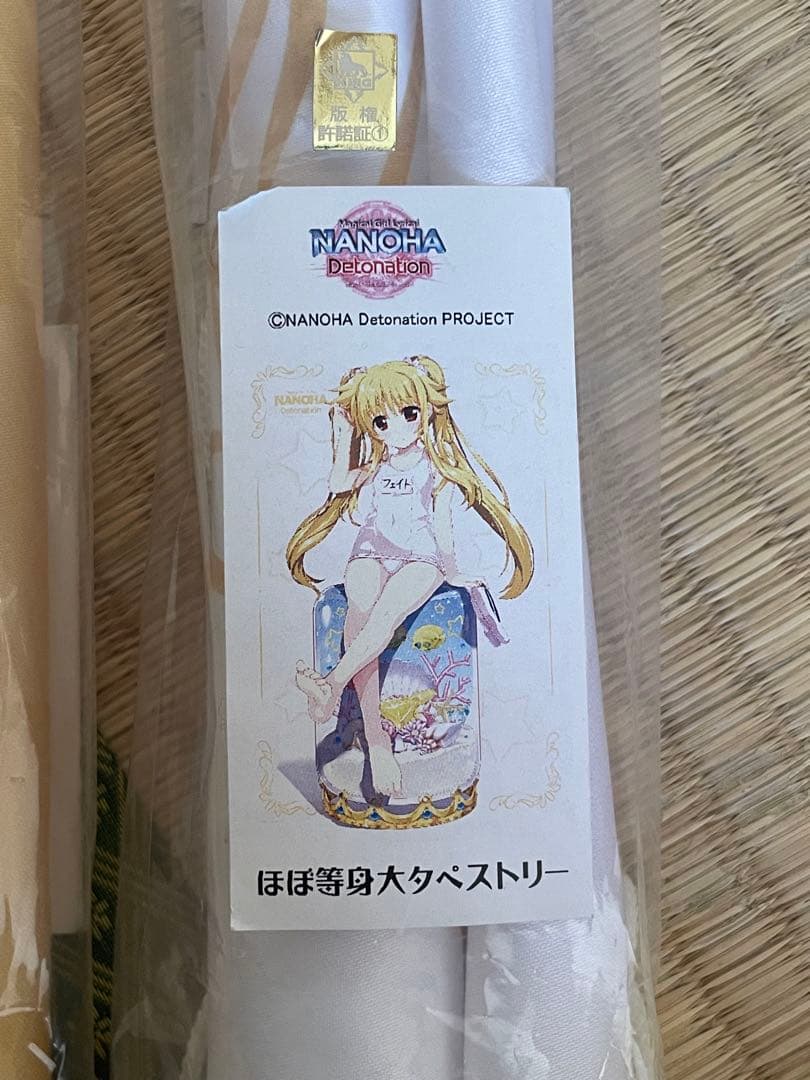 KRG
版権
許諾証①
Magical Girl Lyrical
NANOHA
Detonation
©NANOHA Detonation PROJECT
NANOHA
Detonation
フェイト
ほぼ等身大タペストリー